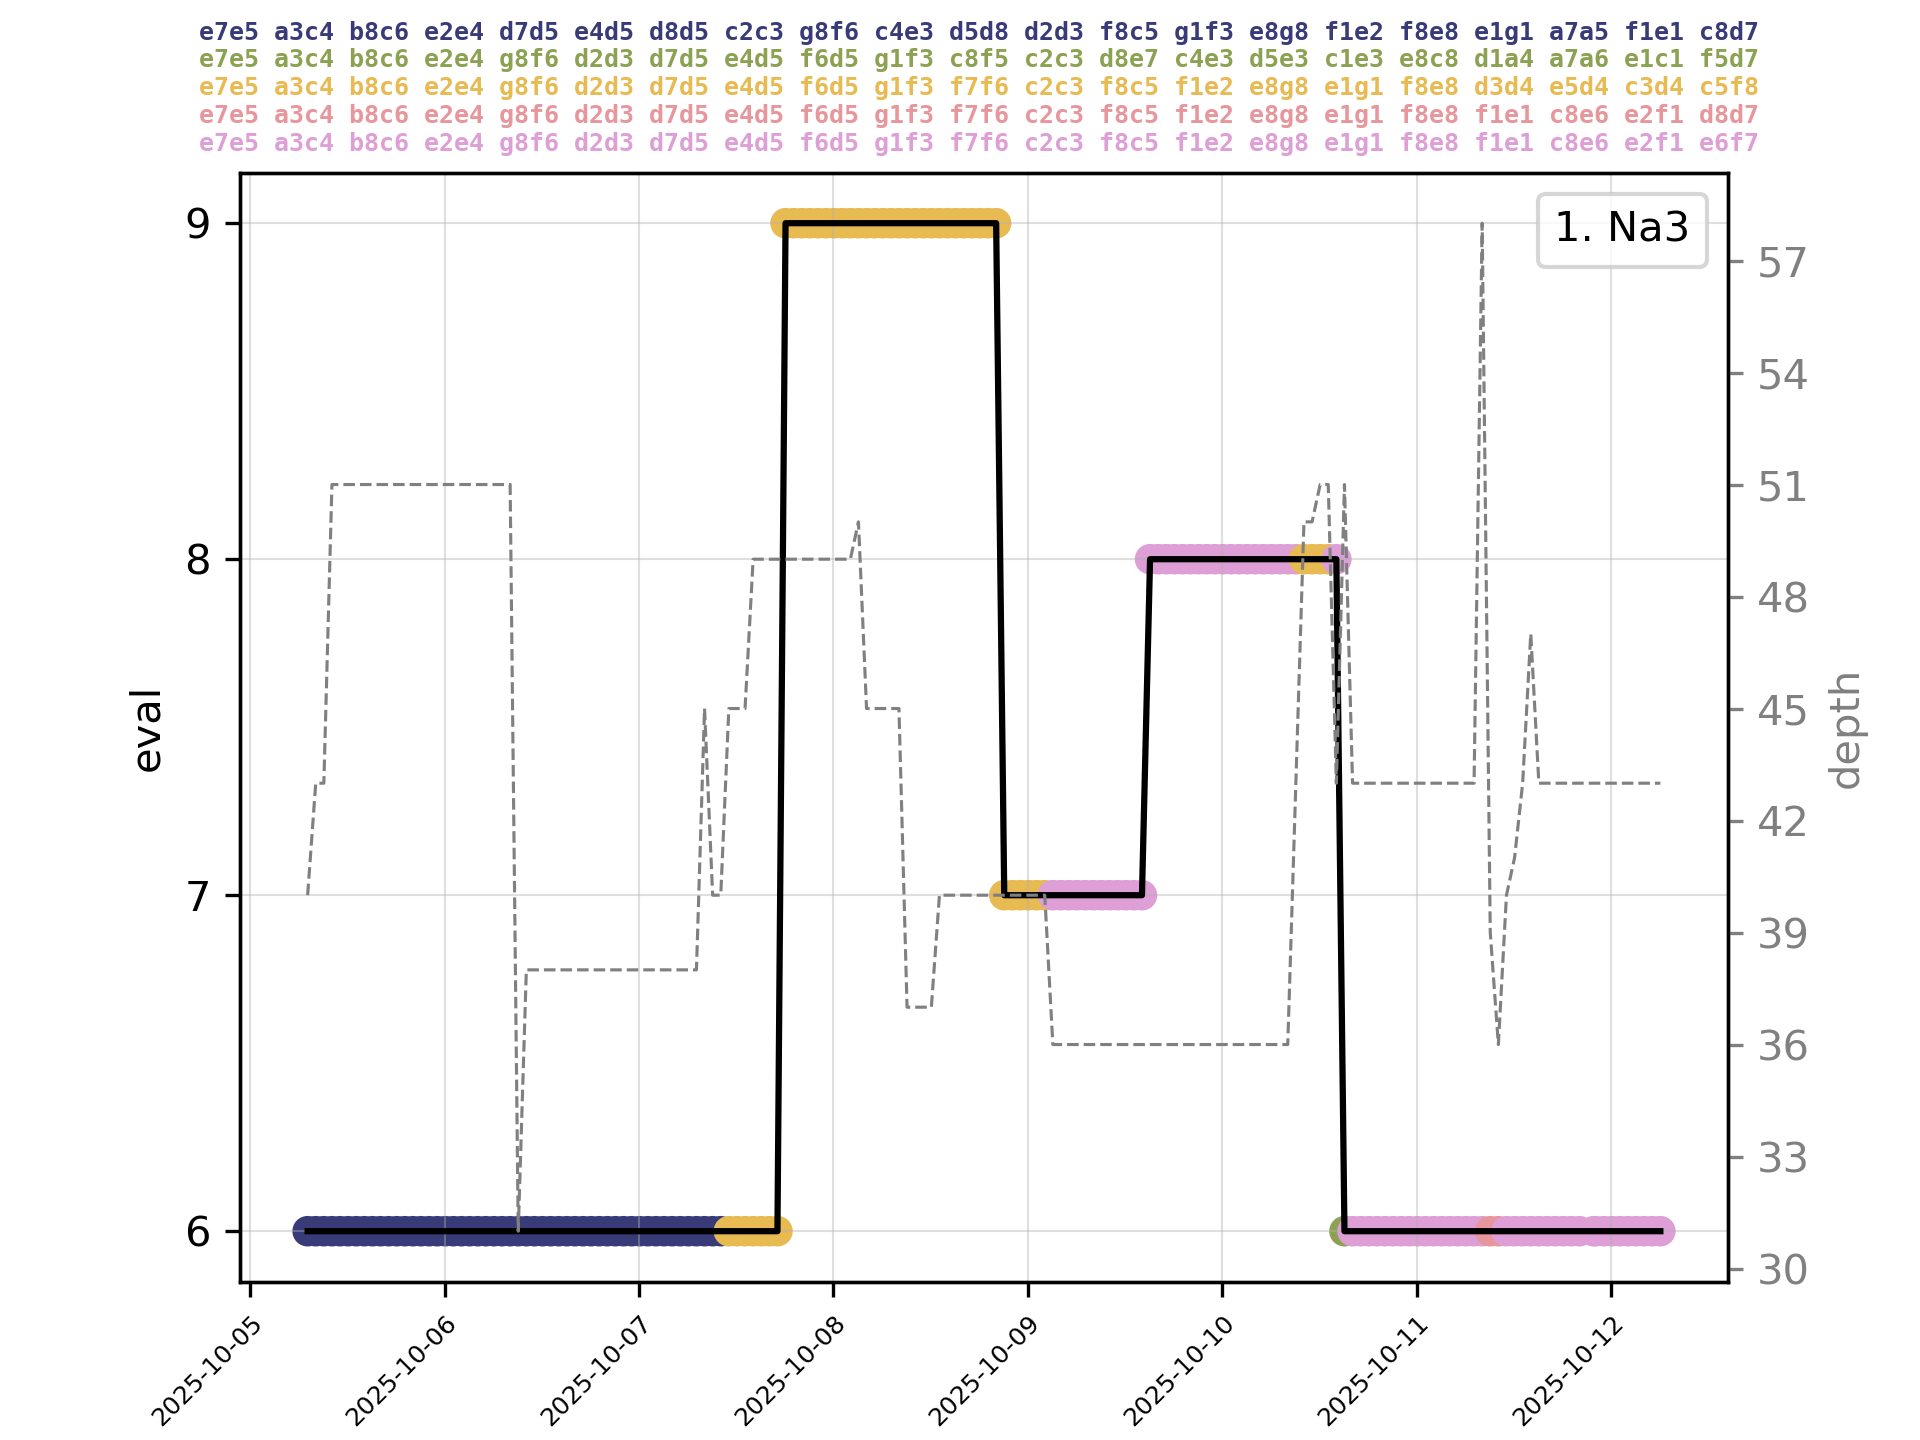 e7e5 a3c4 b8c6 e2e4 d7d5 e4d5 d8d5 c2c3 g8f6 c4e3 d5d8 d2d3 f8c5 g1f3 e8g8 f1e2 f8e8 e1g1 a7a5 f1e1 c8d7
e7e5 a3c4 b8c6 e2e4 g8f6 d2d3 d7d5 e4d5 f6d5 g1f3 c8f5 c2c3 d8e7 c4e3 d5e3 c1e3 e8c8 d1a4 a7a6 e1c1 f5d7
e7e5 a3c4 b8c6 e2e4 g8f6 d2d3 d7d5 e4d5 f6d5 g1f3 f7f6 c2c3 f8c5 f1e2 e8g8 e1g1 f8e8 d3d4 e5d4 c3d4 c5f8
e7e5 a3c4 b8c6 e2e4 g8f6 d2d3 d7d5 e4d5 f6d5 g1f3 f7f6 c2c3 f8c5 f1e2 e8g8 e1g1 f8e8 f1e1 c8e6 e2f1 d8d7
e7e5 a3c4 b8c6 e2e4 g8f6 d2d3 d7d5 e4d5 f6d5 g1f3 f7f6 c2c3 f8c5 f1e2 e8g8 e1g1 f8e8 f1e1 c8e6 e2f1 e6f7
1. Na3
eval
9
8
7
6
depth
57
54
51
48
45
42
39
36
33
30
2025-10-05
2025-10-06
2025-10-07
2025-10-08
2025-10-09
2025-10-10
2025-10-11
2025-10-12